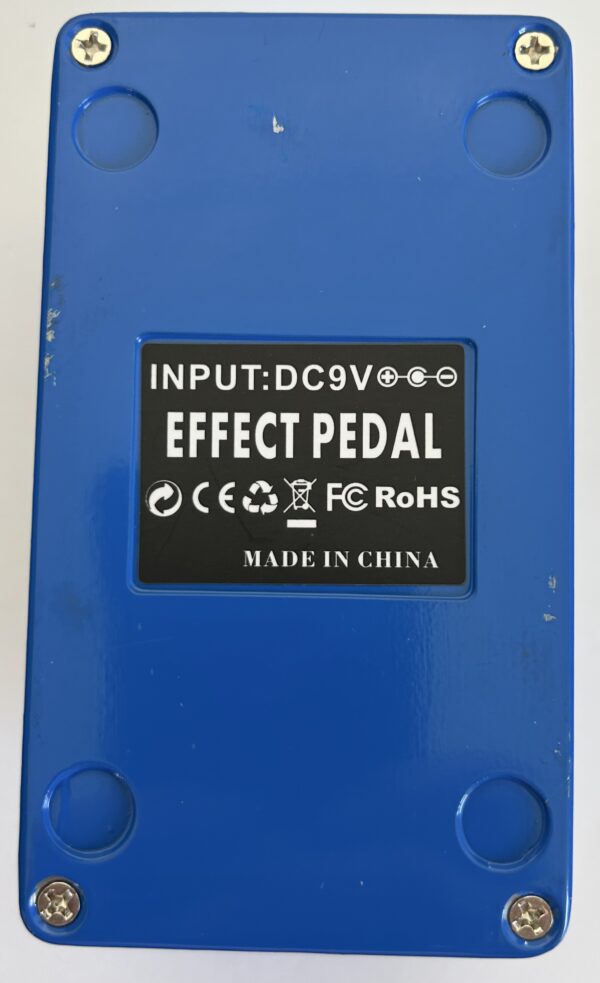 INPUT:DC9V
EFFECT PEDAL
CE FC RoHS
MADE IN CHINA